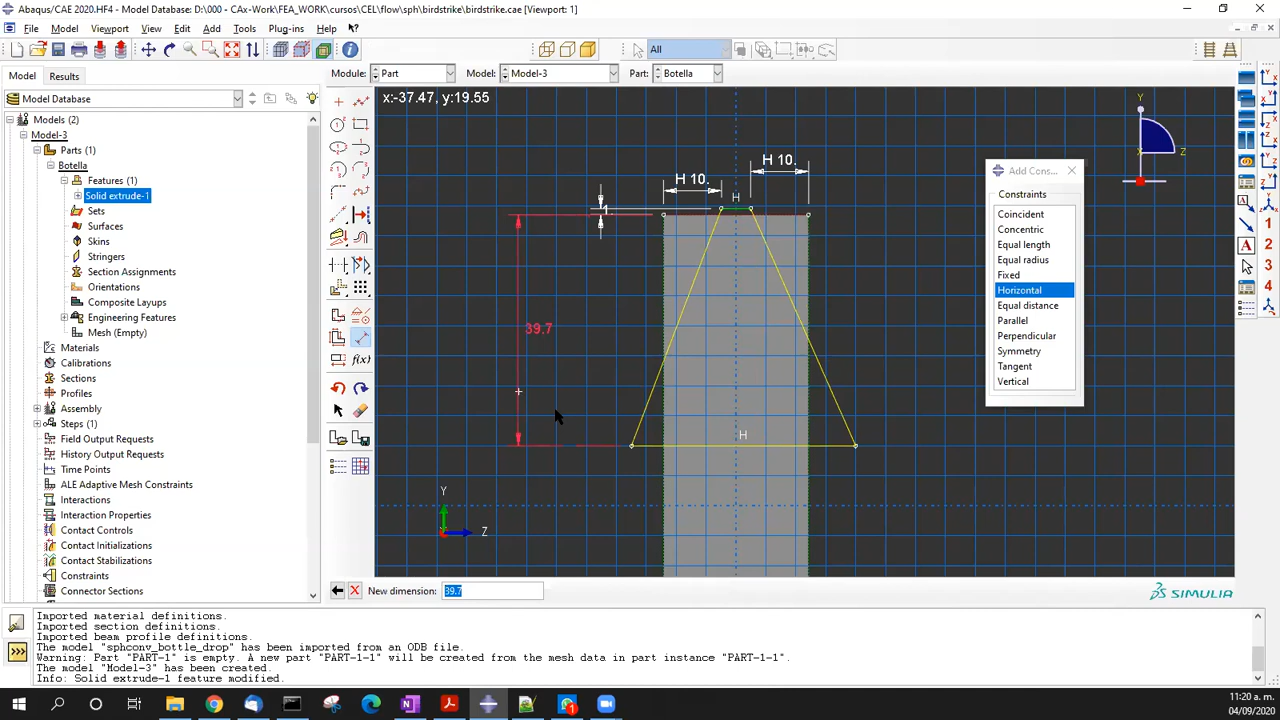 Abaqus/CAE 2020.HF4 - Model Database: D:\000 - CAx-Work\FEA_WORK\cursos\CEL\flow\sph\birdstrike\birdstrike.cae [Viewport: 1]
File Model Viewport View Edit Add Tools Plug-ins Help
All
Model Results
Module: Part Model: Model-3 Part: Botella
Model Database
Models (2)
Model-3
Parts (1)
Botella
Features (1)
Solid extrude-1
Sets
Surfaces
Skins
Stringers
Section Assignments
Orientations
Composite Layups
Engineering Features
Mesh (Empty)
Materials
Calibrations
Sections
Profiles
Assembly
Steps (1)
Field Output Requests
History Output Requests
Time Points
ALE Adaptive Mesh Constraints
Interactions
Interaction Properties
Contact Controls
Contact Initializations
Contact Stabilizations
Constraints
Connector Sections
f(x)
x:-37.47, y:19.55
H 10.
H 10.
H
1.
39.7
H
Y
Z
Y
X
Z
Add Cons...
Constraints
Coincident
Concentric
Equal length
Equal radius
Fixed
Horizontal
Equal distance
Parallel
Perpendicular
Symmetry
Tangent
Vertical
A
1
2
3
4
New dimension: 39.7
SIMULIA
Imported material definitions.
Imported section definitions.
Imported beam profile definitions.
The model "sphconv_bottle_drop" has been imported from an ODB file.
Warning: Part "PART-1" is empty. A new part "PART-1-1" will be created from the mesh data in part instance "PART-1-1".
The model "Model-3" has been created.
Info: Solid extrude-1 feature modified.
>>>
11:20 a. m.
04/09/2020